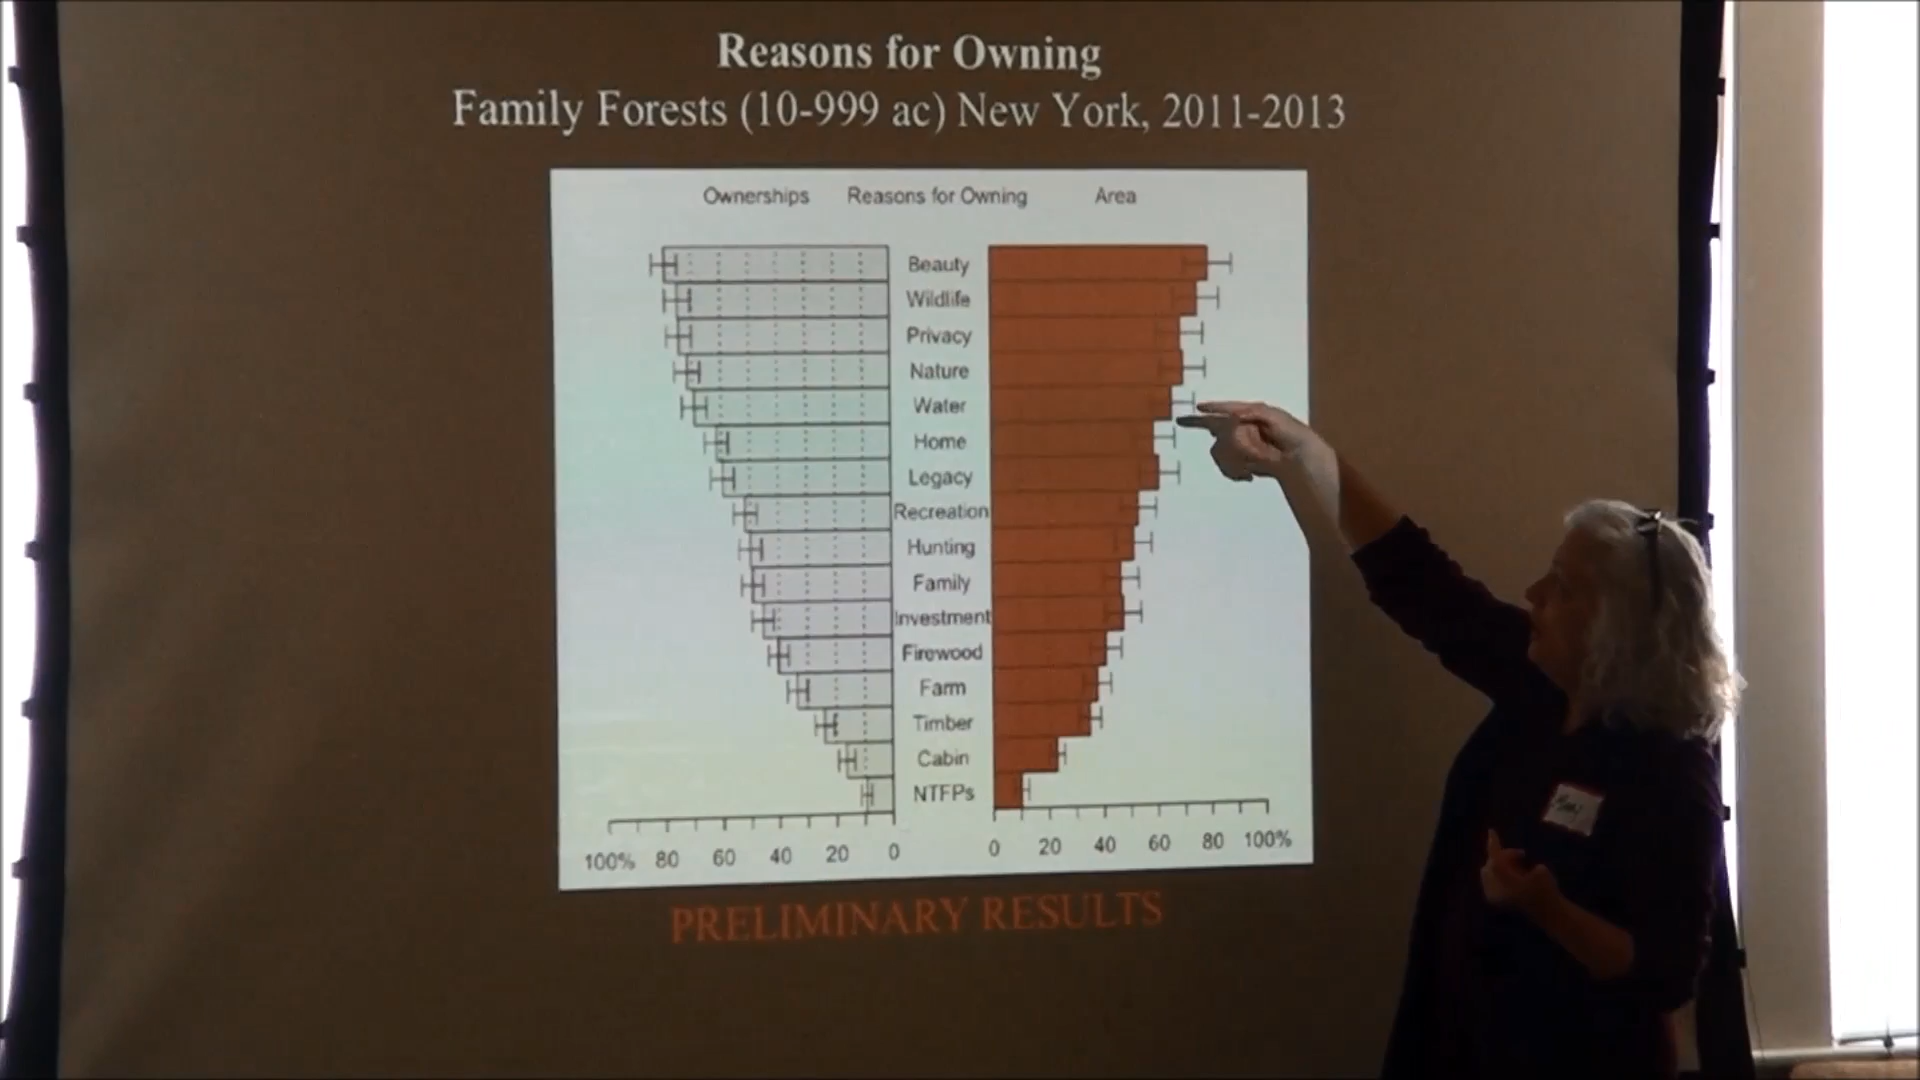 Reasons for Owning
Family Forests (10-999 ac) New York, 2011-2013
Ownerships Reasons for Owning Area
Beauty
Wildlife
Privacy
Nature
Water
Home
Legacy
Recreation
Hunting
Family
Investment
Firewood
Farm
Timber
Cabin
NTFPs
100% 80 60 40 20 0 0 20 40 60 80 100%
PRELIMINARY RESULTS